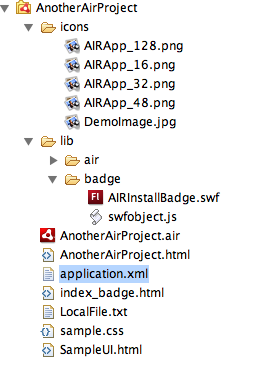 AnotherAirProject
icons
AIRApp_128.png
AIRApp_16.png
AIRApp_32.png
AIRApp_48.png
DemoImage.jpg
lib
air
badge
Fl AIRInstallBadge.swf
swfobject.js
AnotherAirProject.air
AnotherAirProject.html
application.xml
index_badge.html
LocalFile.txt
sample.css
SampleUI.html